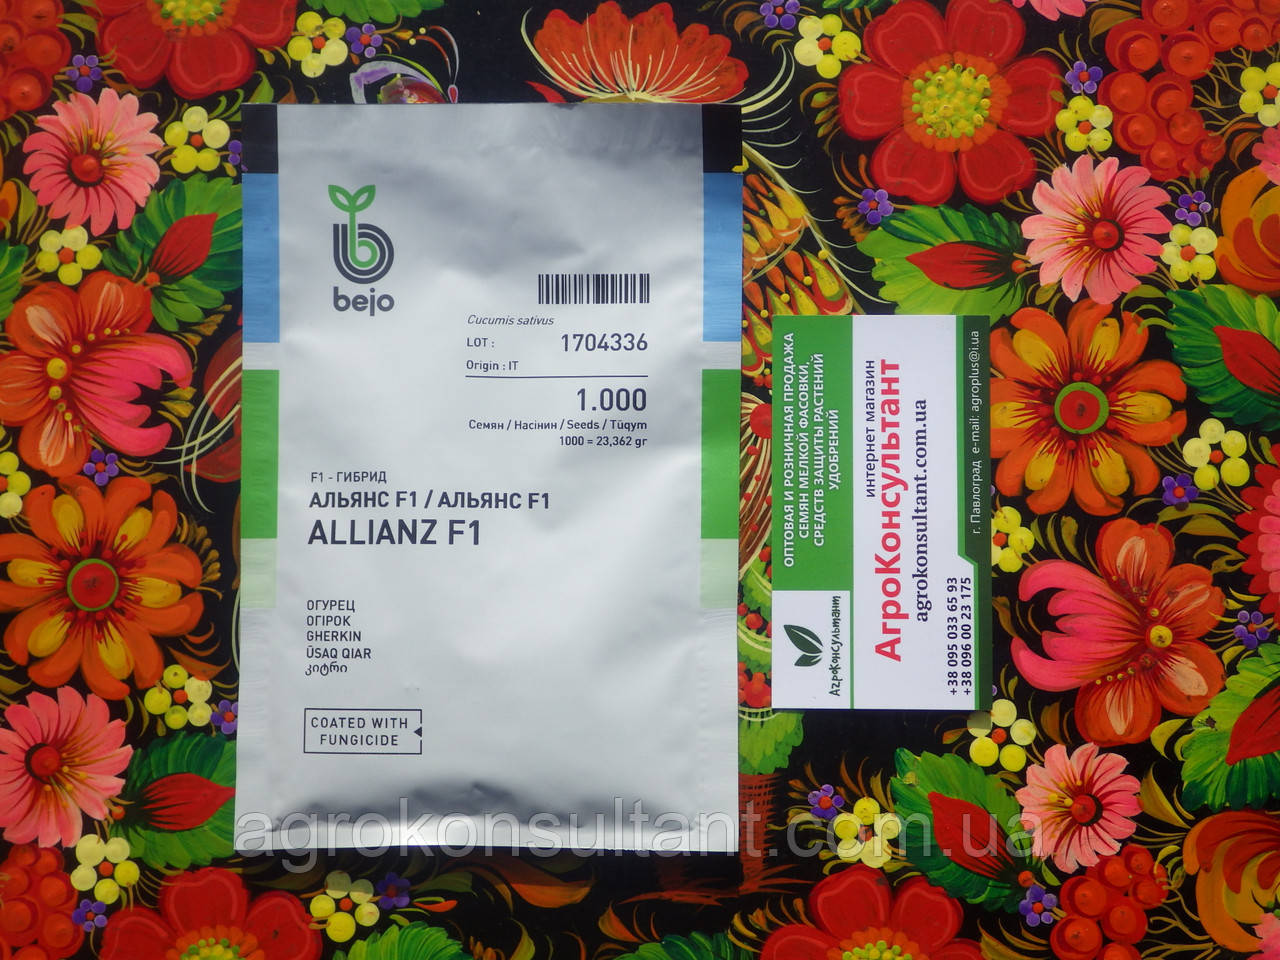 bejo
Cucumis sativus
LOT : 1704336
Origin : IT
1.000
Семян / Насінин / Seeds / Tüqym
1000 = 23,362 gr
F1 - ГИБРИД
АЛЬЯНС F1 / АЛЬЯНС F1
ALLIANZ F1
ОГУРЕЦ
ОГІРОК
GHERKIN
ÜSAQ QIAR
კიტრი
COATED WITH
FUNGICIDE
ОПТОВАЯ И РОЗНИЧНАЯ ПРОДАЖА
СЕМЯН МЕЛКОЙ ФАСОВКИ,
СРЕДСТВ ЗАЩИТЫ РАСТЕНИЙ
УДОБРЕНИЙ
АгроКонсультант
интернет магазин
АгроКонсультант
agrokonsultant.com.ua
+38 095 033 65 93
+38 096 00 23 175
г. Павлоград e-mail: agroplus@i.ua
agrokonsultant.com.ua